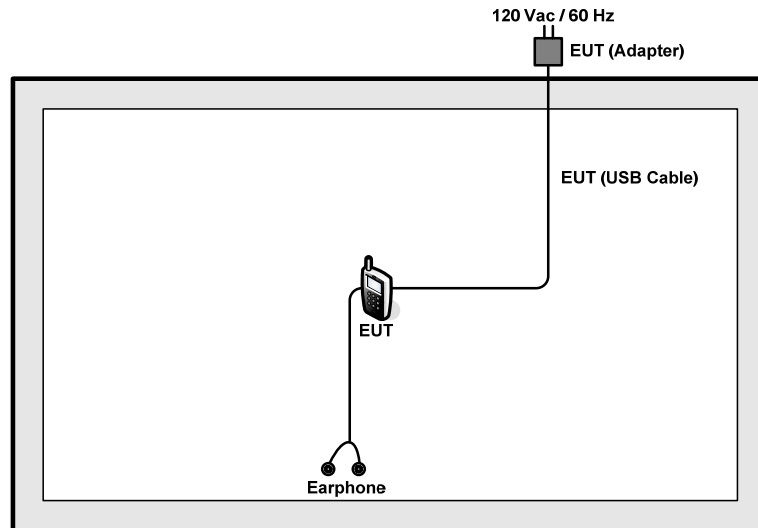 120 Vac / 60 Hz
EUT (Adapter)
EUT (USB Cable)
EUT
Earphone